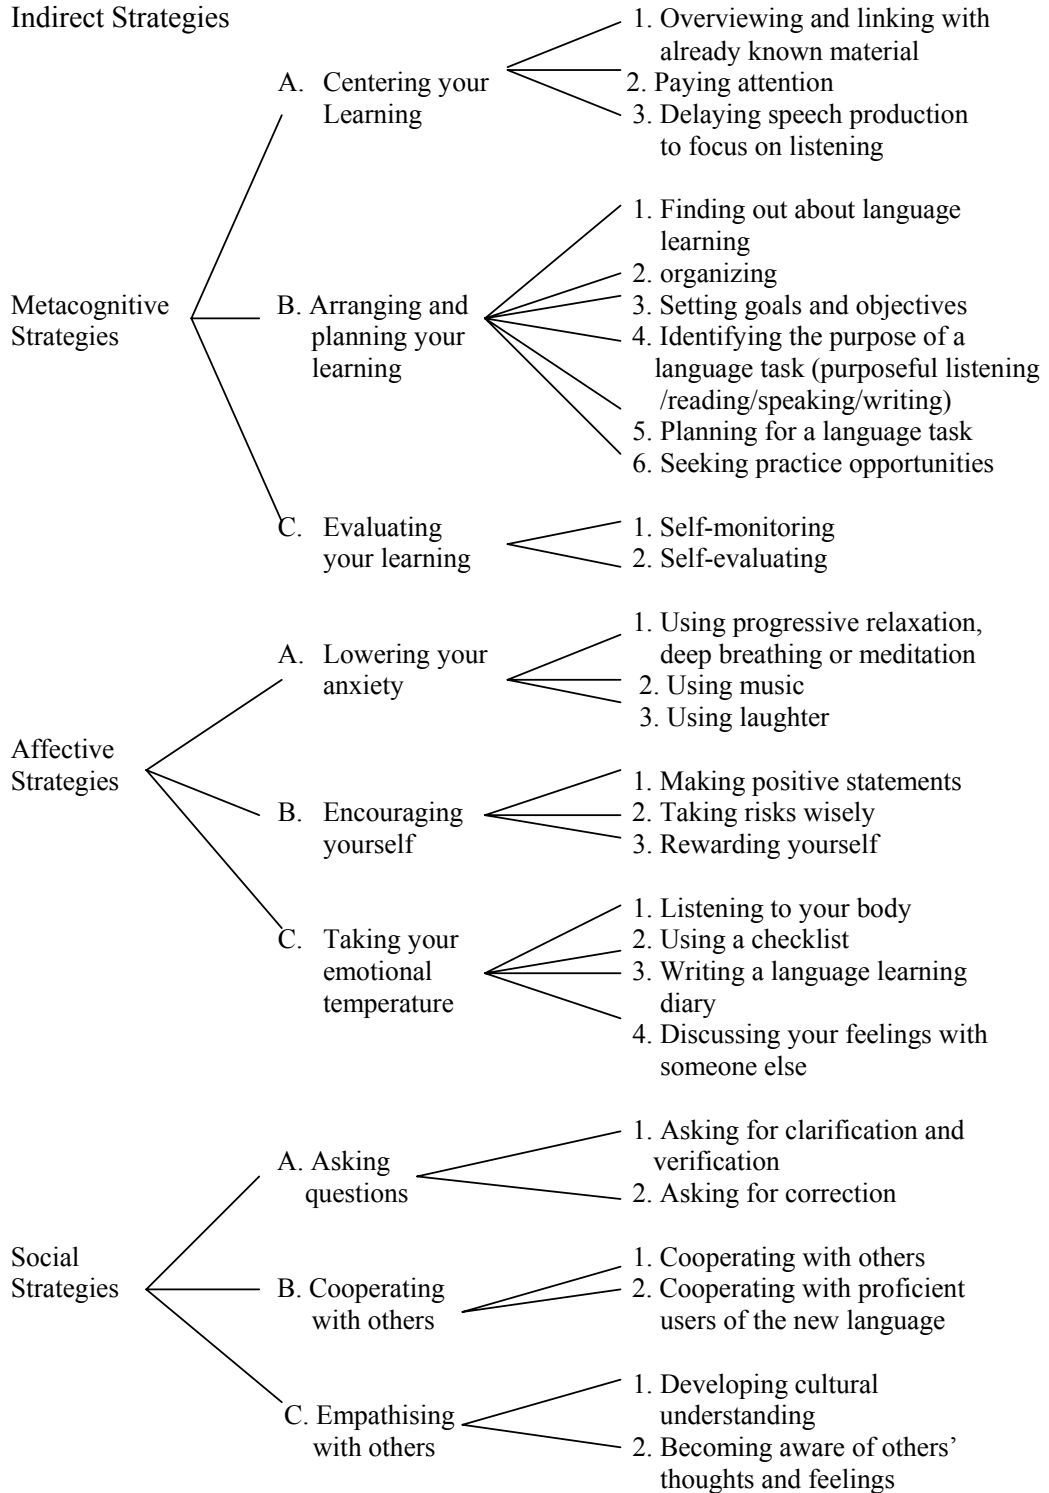 Indirect Strategies
Metacognitive
Strategies
A. Centering your
Learning
1. Overviewing and linking with
already known material
2. Paying attention
3. Delaying speech production
to focus on listening
B. Arranging and
planning your
learning
1. Finding out about language
learning
2. organizing
3. Setting goals and objectives
4. Identifying the purpose of a
language task (purposeful listening
/reading/speaking/writing)
5. Planning for a language task
6. Seeking practice opportunities
C. Evaluating
your learning
1. Self-monitoring
2. Self-evaluating
Affective
Strategies
A. Lowering your
anxiety
1. Using progressive relaxation,
deep breathing or meditation
2. Using music
3. Using laughter
B. Encouraging
yourself
1. Making positive statements
2. Taking risks wisely
3. Rewarding yourself
C. Taking your
emotional
temperature
1. Listening to your body
2. Using a checklist
3. Writing a language learning
diary
4. Discussing your feelings with
someone else
Social
Strategies
A. Asking
questions
1. Asking for clarification and
verification
2. Asking for correction
B. Cooperating
with others
1. Cooperating with others
2. Cooperating with proficient
users of the new language
C. Empathising
with others
1. Developing cultural
understanding
2. Becoming aware of others’
thoughts and feelings